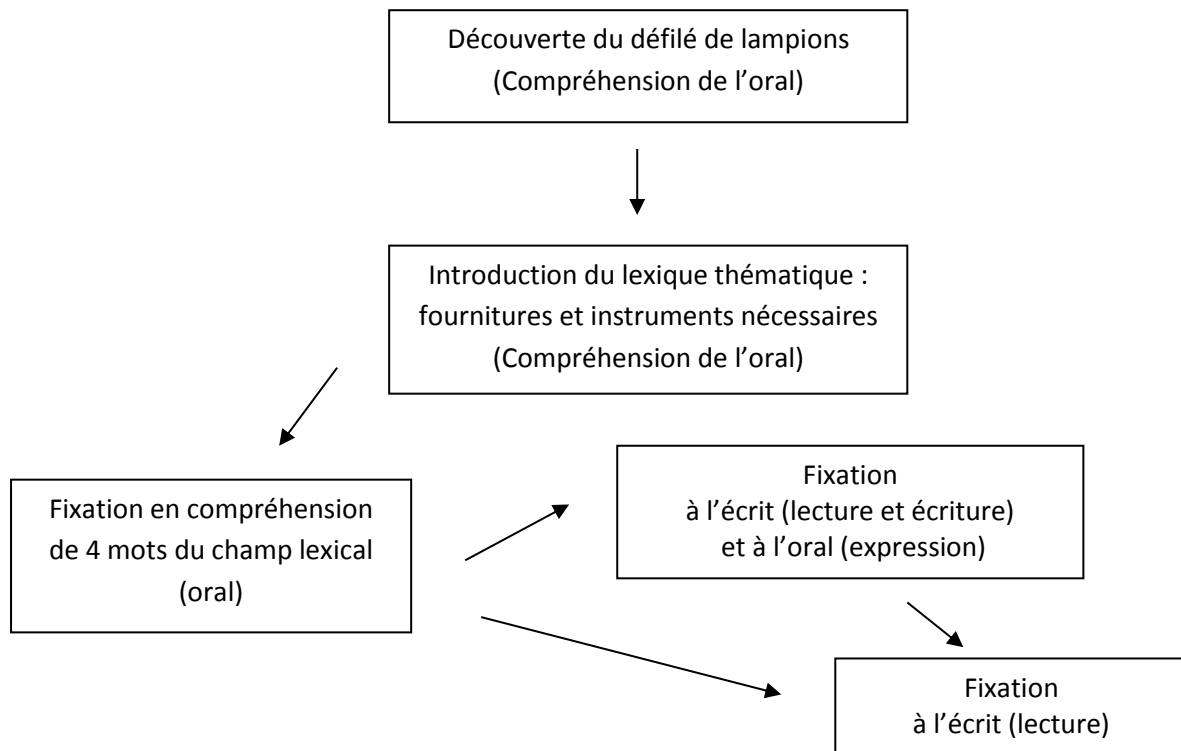 Découverte du défilé de lampions
(Compréhension de l’oral)
Introduction du lexique thématique :
fournitures et instruments nécessaires
(Compréhension de l’oral)
Fixation en compréhension
de 4 mots du champ lexical
(oral)
Fixation
à l’écrit (lecture et écriture)
et à l’oral (expression)
Fixation
à l’écrit (lecture)